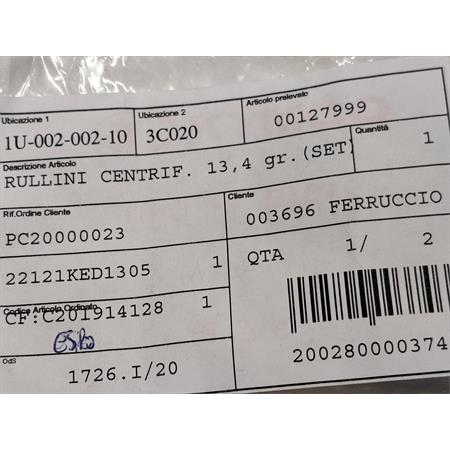 Ubicazione 1
Ubicazione 2
Articolo prelevato
1U-002-002-10
3C020
00127999
Descrizione Articolo
Quantità
RULLINI CENTRIF. 13,4 gr.(SET)
1
Rif.Ordine Cliente
Cliente
PC20000023
003696 FERRUCCIO
22121KED1305 1
QTA 1/ 2
Codice Articolo Ordinato
CF:C201914128 1
OdS
1726.I/20
200280000374